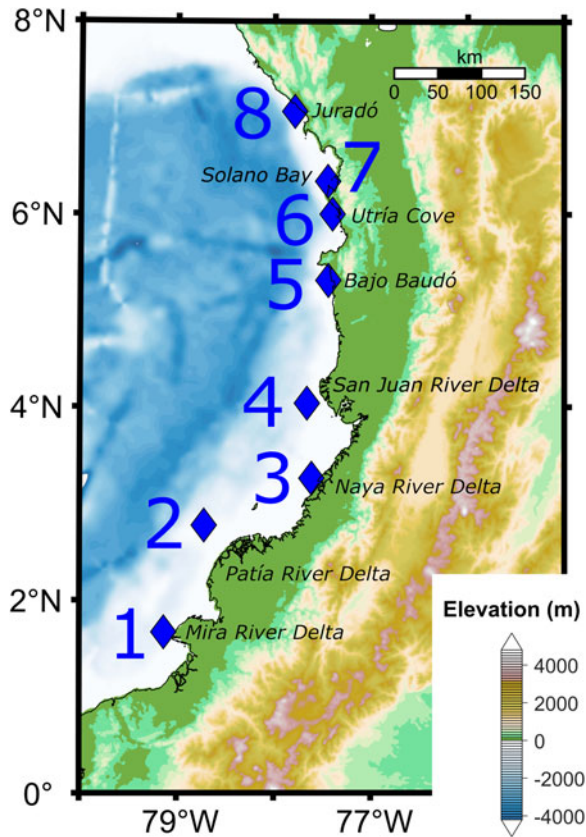 8°N
km
0 50 100 150
8
Juradó
7
Solano Bay
6°N
6
Utría Cove
5
Bajo Baudó
4°N
4
San Juan River Delta
3
Naya River Delta
2
Patía River Delta
2°N
1
Mira River Delta
0°
79°W 77°W
Elevation (m)
4000
2000
0
-2000
-4000